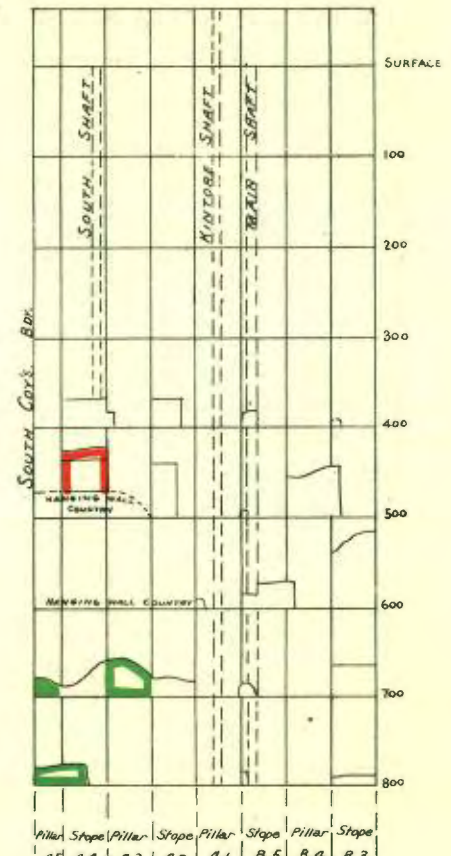 SURFACE
SOUTH SHAFT
KINTORE SHAFT
MAIN SHAFT
100
200
300
SOUTH COY'S. BDY.
400
HANGING WALL
COUNTRY
500
HANGING WALL COUNTRY
600
700
800
Pillar Stope Pillar Stope Pillar Stope Pillar Stope